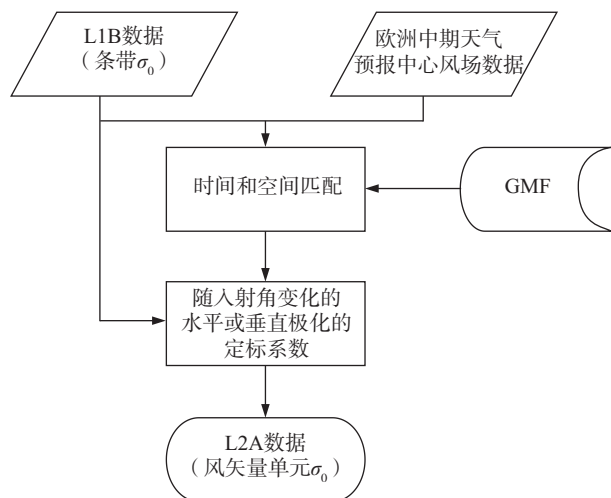 L1B数据
（条带σ₀）
欧洲中期天气
预报中心风场数据
时间和空间匹配
GMF
随入射角变化的
水平或垂直极化的
定标系数
L2A数据
（风矢量单元σ₀）